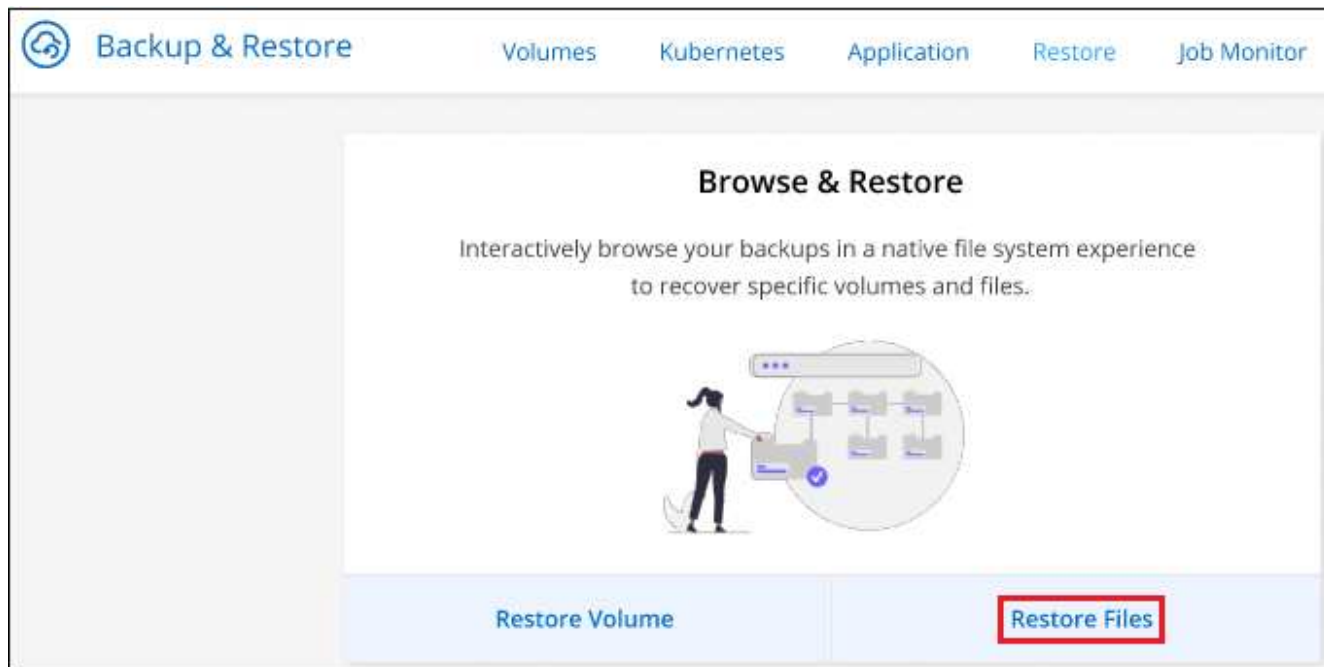 Backup & Restore Volumes Kubernetes Application Restore Job Monitor
Browse & Restore
Interactively browse your backups in a native file system experience
to recover specific volumes and files.
Restore Volume Restore Files